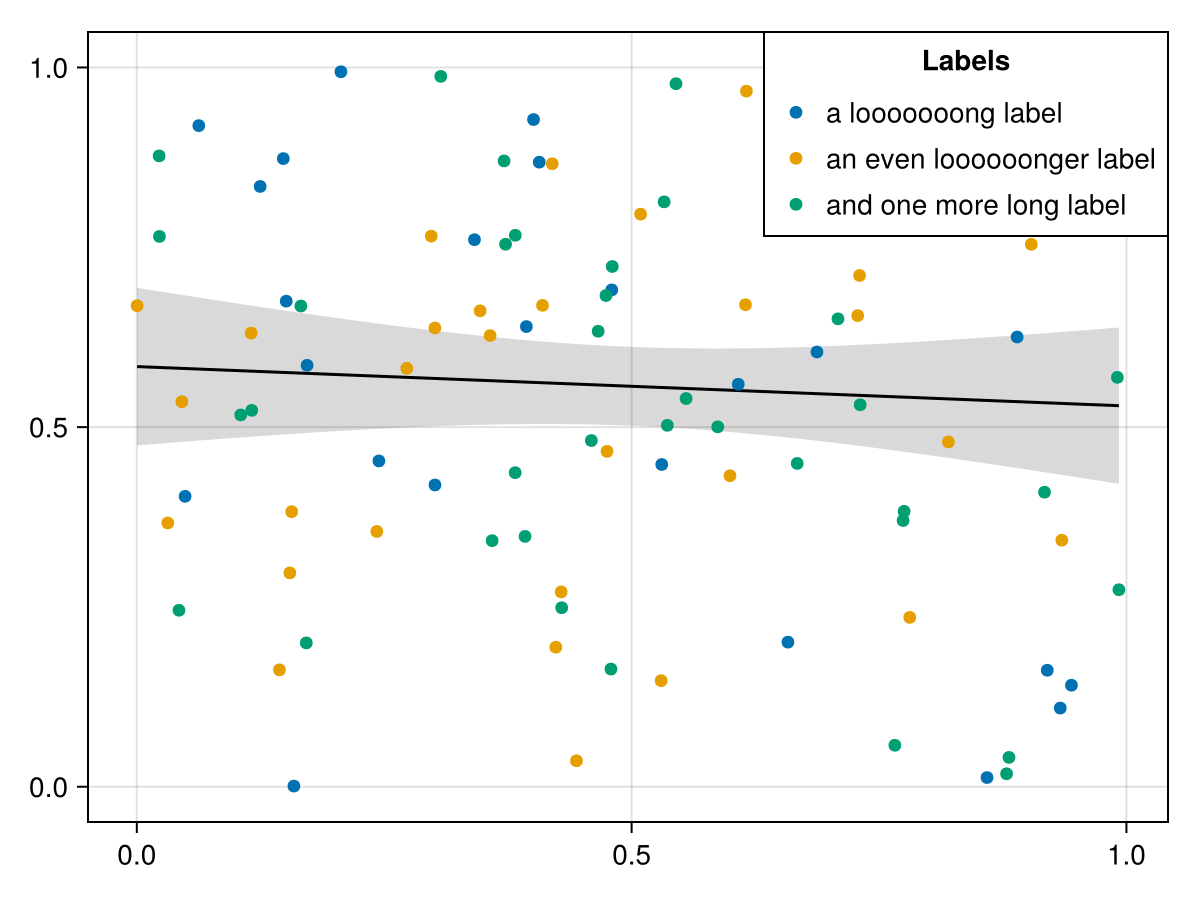 1.0
Labels
a looooooong label
an even loooooonger label
and one more long label
0.5
0.0
0.0 0.5 1.0